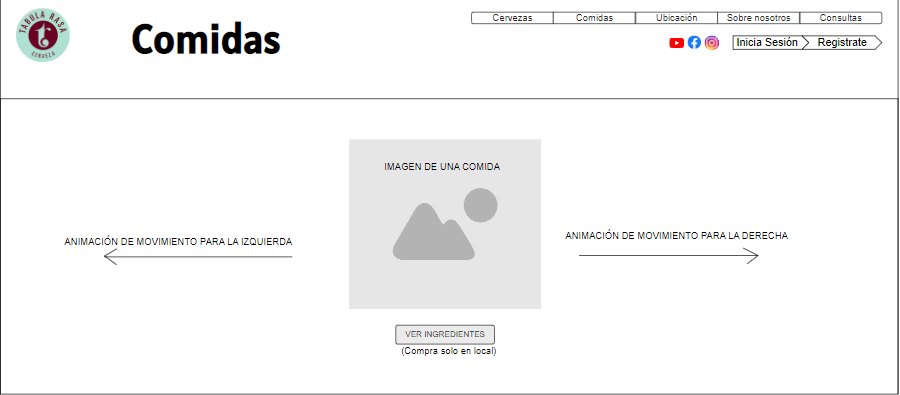 TABULA RASA
CERVEZA
Comidas
Cervezas
Comidas
Ubicación
Sobre nosotros
Consultas
Inicia Sesión
Registrate
IMAGEN DE UNA COMIDA
ANIMACIÓN DE MOVIMIENTO PARA LA IZQUIERDA
ANIMACIÓN DE MOVIMIENTO PARA LA DERECHA
VER INGREDIENTES
(Compra solo en local)